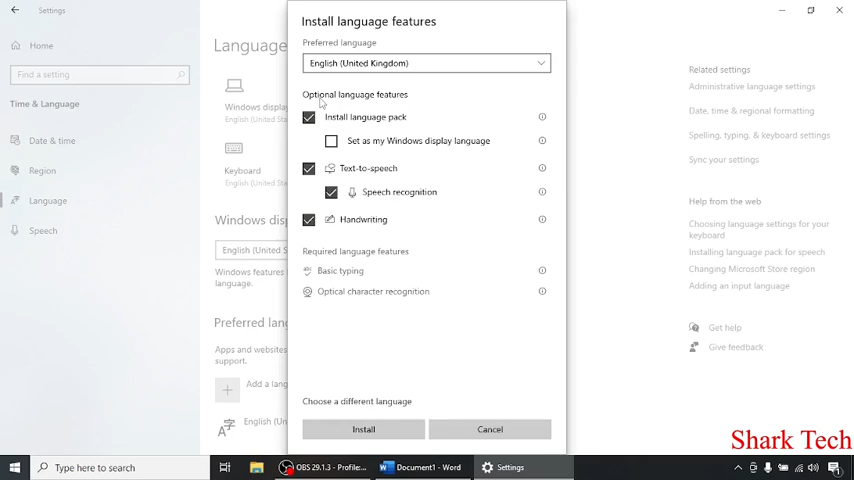 Settings
Home
Find a setting
Time & Language
Date & time
Region
Language
Speech
Language
Windows displa
English (United
Keyboard
English (United
Windows disp
English (United S
Windows features
language.
Preferred lang
Apps and websites
support.
Add a lang
English (U
Install language features
Preferred language
English (United Kingdom)
Optional language features
Install language pack
Set as my Windows display language
Text-to-speech
Speech recognition
Handwriting
Required language features
abc
Basic typing
Optical character recognition
Choose a different language
Install
Cancel
Related settings
Administrative language settings
Date, time & regional formatting
Spelling, typing, & keyboard settings
Sync your settings
Help from the web
Choosing language settings for your
keyboard
Installing language pack for speech
Changing Microsoft Store region
Adding an input language
Get help
Give feedback
Shark Tech
Type here to search
OBS 29.1.3 - Profile:...
Document1 - Word
Settings